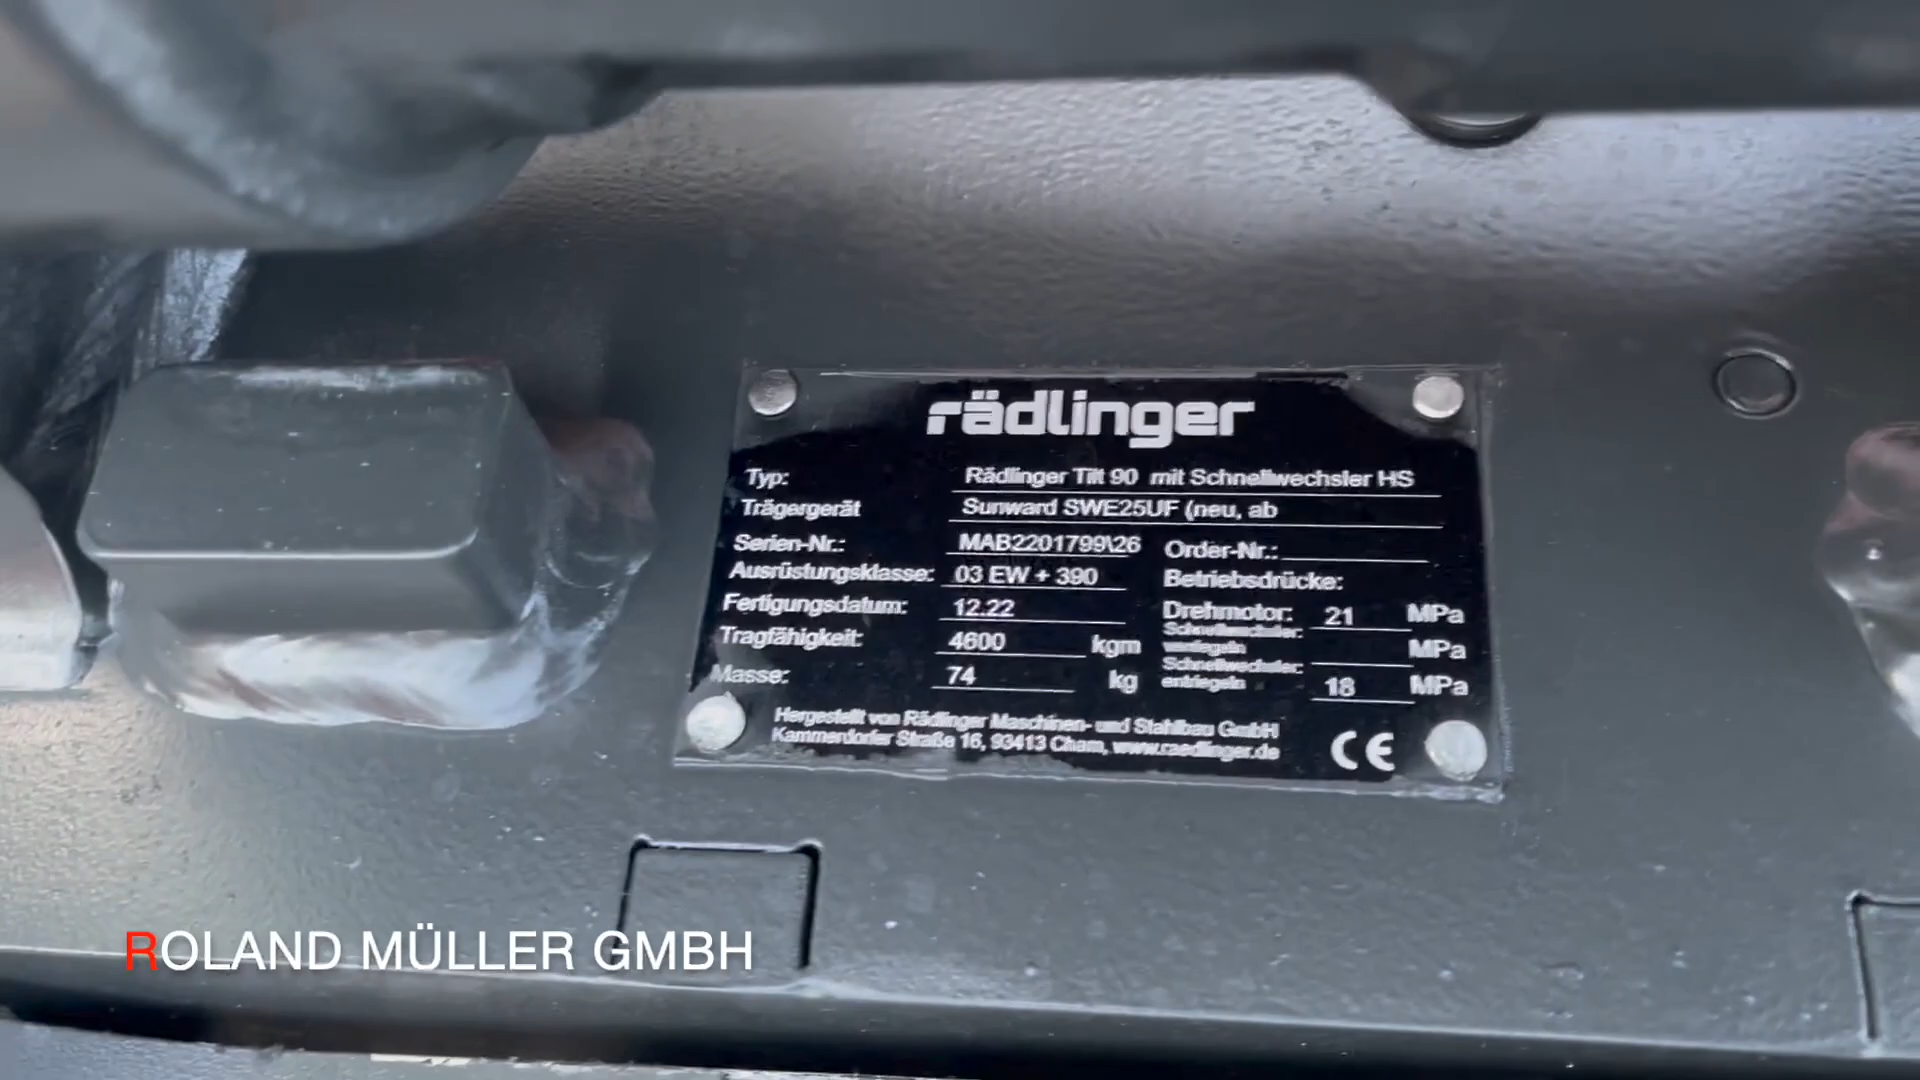 rädlinger
Typ: Rädlinger Tilt 90 mit Schnellwechsler HS
Trägergerät Sunward SWE25UF (neu, ab
Serien-Nr.: MAB2201799\26 Order-Nr.:
Ausrüstungsklasse: 03 EW + 390 Betriebsdrücke:
Fertigungsdatum: 12.22 Drehmotor: 21 MPa
Tragfähigkeit: 4600 kgm Schnellwechsler: verriegeln MPa
Masse: 74 kg Schnellwechsler: entriegeln 18 MPa
Hergestellt von Rädlinger Maschinen- und Stahlbau GmbH
Kammerdorfer Straße 16, 93413 Cham, www.raedlinger.de
CE
ROLAND MÜLLER GMBH